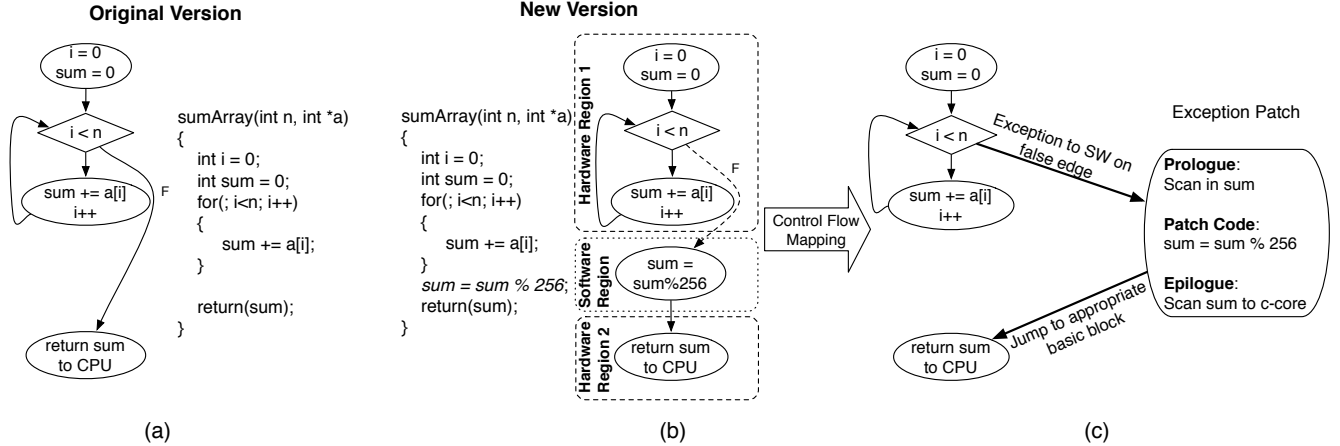 Original Version
i = 0
sum = 0
i < n
F
sum += a[i]
i++
return sum
to CPU
sumArray(int n, int *a)
{
int i = 0;
int sum = 0;
for(; i<n; i++)
{
sum += a[i];
}
return(sum);
}
(a)
New Version
sumArray(int n, int *a)
{
int i = 0;
int sum = 0;
for(; i<n; i++)
{
sum += a[i];
}
sum = sum % 256;
return(sum);
}
Hardware Region 1
i = 0
sum = 0
i < n
F
sum += a[i]
i++
Software
Region
sum =
sum%256
Hardware
Region 2
return sum
to CPU
(b)
Control Flow
Mapping
i = 0
sum = 0
i < n
sum += a[i]
i++
Exception to SW on
false edge
Exception Patch
Prologue:
Scan in sum
Patch Code:
sum = sum % 256
Epilogue:
Scan sum to c-core
Jump to appropriate
basic block
return sum
to CPU
(c)